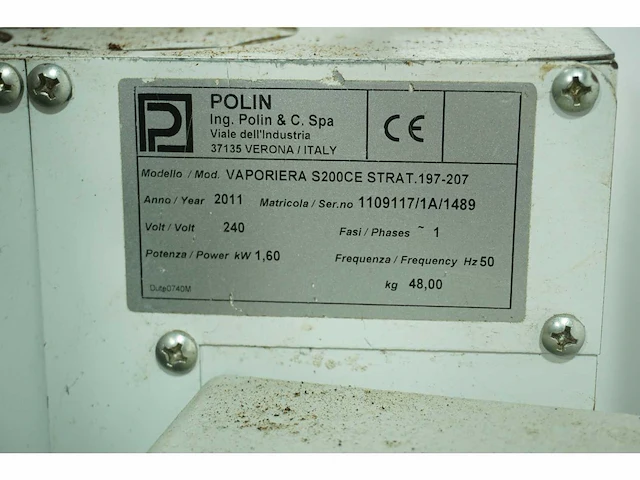 POLIN
Ing. Polin & C. Spa
Viale dell'Industria
37135 VERONA / ITALY
CE
Modello / Mod. VAPORIERA S200CE STRAT.197-207
Anno / Year 2011 Matricola / Ser.no 1109117/1A/1489
Volt / Volt 240 Fasi / Phases ~ 1
Potenza / Power kW 1,60 Frequenza / Frequency Hz 50
kg 48,00